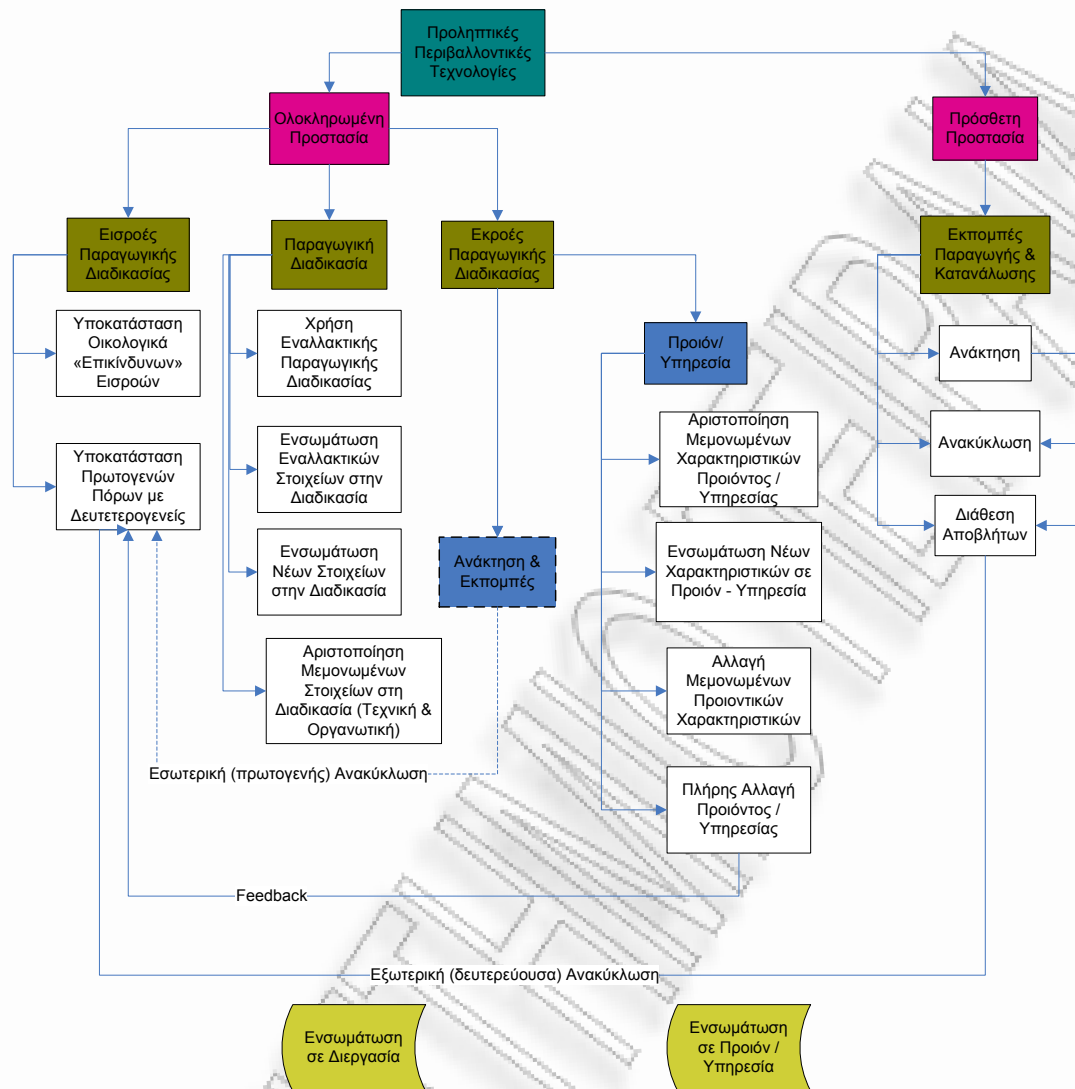 Προληπτικές
Περιβαλλοντικές
Τεχνολογίες
Ολοκληρωμένη
Προστασία
Πρόσθετη
Προστασία
Εισροές
Παραγωγικής
Διαδικασίας
Παραγωγική
Διαδικασία
Εκροές
Παραγωγικής
Διαδικασίας
Εκπομπές
Παραγωγής &
Κατανάλωσης
Υποκατάσταση
Οικολογικά
«Επικίνδυνων»
Εισροών
Υποκατάσταση
Πρωτογενών
Πόρων με
Δευτετερογενείς
Χρήση
Εναλλακτικής
Παραγωγικής
Διαδικασίας
Ενσωμάτωση
Εναλλακτικών
Στοιχείων στην
Διαδικασία
Ενσωμάτωση
Νέων Στοιχείων
στην Διαδικασία
Αριστοποίηση
Μεμονωμένων
Στοιχείων στη
Διαδικασία (Τεχνική &
Οργανωτική)
Ανάκτηση &
Εκπομπές
Προιόν/
Υπηρεσία
Αριστοποίηση
Μεμονωμένων
Χαρακτηριστικών
Προιόντος /
Υπηρεσίας
Ενσωμάτωση Νέων
Χαρακτηριστικών σε
Προιόν - Υπηρεσία
Αλλαγή
Μεμονωμένων
Προιοντικών
Χαρακτηριστικών
Πλήρης Αλλαγή
Προιόντος /
Υπηρεσίας
Ανάκτηση
Ανακύκλωση
Διάθεση
Αποβλήτων
Εσωτερική (πρωτογενής) Ανακύκλωση
Feedback
Εξωτερική (δευτερεύουσα) Ανακύκλωση
Ενσωμάτωση
σε Διεργασία
Ενσωμάτωση
σε Προιόν /
Υπηρεσία